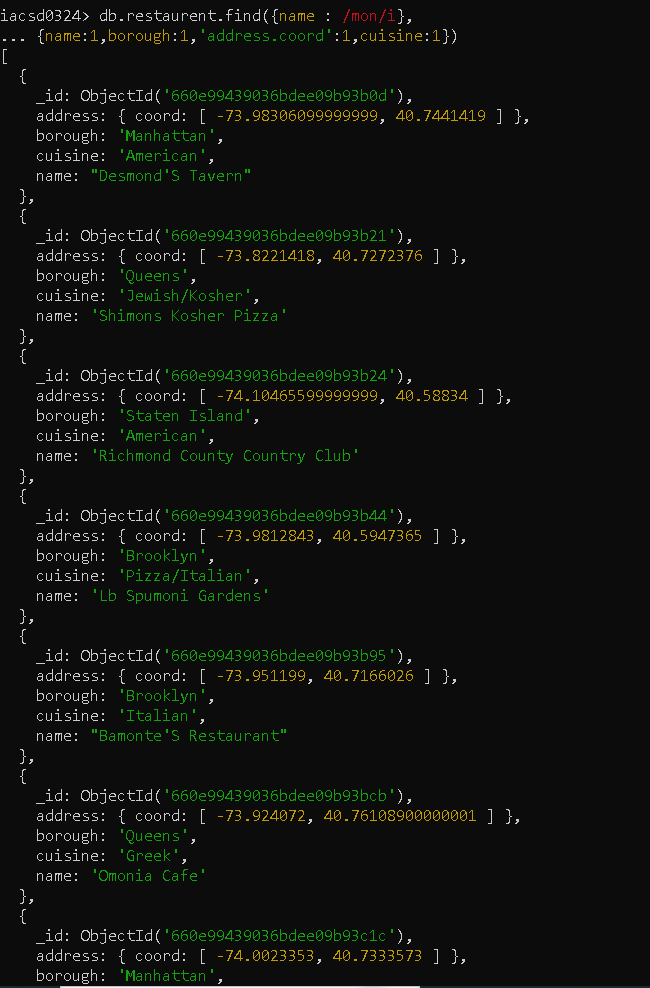 iacsd0324> db.restaurent.find({name : /mon/i},
... {name:1,borough:1,'address.coord':1,cuisine:1})
[
  {
    _id: ObjectId('660e99439036bdee09b93b0d'),
    address: { coord: [ -73.98306099999999, 40.7441419 ] },
    borough: 'Manhattan',
    cuisine: 'American',
    name: "Desmond'S Tavern"
  },
  {
    _id: ObjectId('660e99439036bdee09b93b21'),
    address: { coord: [ -73.8221418, 40.7272376 ] },
    borough: 'Queens',
    cuisine: 'Jewish/Kosher',
    name: 'Shimons Kosher Pizza'
  },
  {
    _id: ObjectId('660e99439036bdee09b93b24'),
    address: { coord: [ -74.10465599999999, 40.58834 ] },
    borough: 'Staten Island',
    cuisine: 'American',
    name: 'Richmond County Country Club'
  },
  {
    _id: ObjectId('660e99439036bdee09b93b44'),
    address: { coord: [ -73.9812843, 40.5947365 ] },
    borough: 'Brooklyn',
    cuisine: 'Pizza/Italian',
    name: 'Lb Spumoni Gardens'
  },
  {
    _id: ObjectId('660e99439036bdee09b93b95'),
    address: { coord: [ -73.951199, 40.7166026 ] },
    borough: 'Brooklyn',
    cuisine: 'Italian',
    name: "Bamonte'S Restaurant"
  },
  {
    _id: ObjectId('660e99439036bdee09b93bcb'),
    address: { coord: [ -73.924072, 40.76108900000001 ] },
    borough: 'Queens',
    cuisine: 'Greek',
    name: 'Omonia Cafe'
  },
  {
    _id: ObjectId('660e99439036bdee09b93c1c'),
    address: { coord: [ -74.0023353, 40.7333573 ] },
    borough: 'Manhattan',